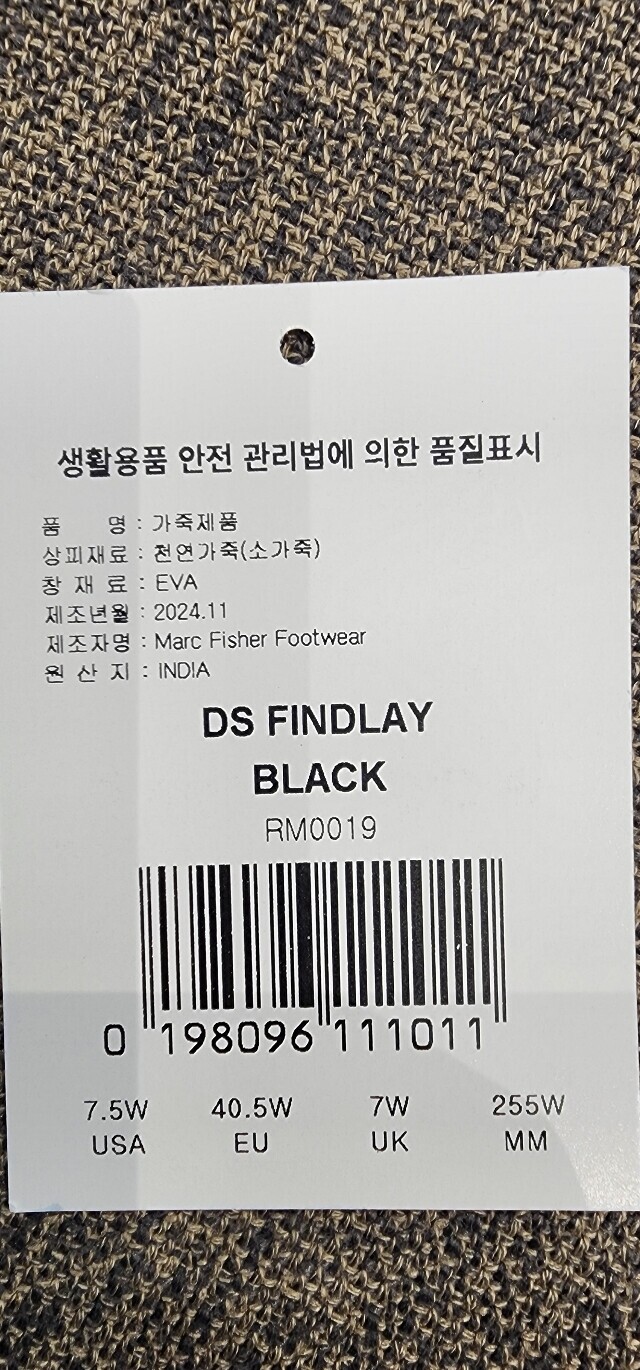 생활용품 안전 관리법에 의한 품질표시
품 명 : 가죽제품
상피재료 : 천연가죽(소가죽)
창 재 료 : EVA
제조년월 : 2024.11
제조자명 : Marc Fisher Footwear
원 산 지 : INDIA
DS FINDLAY
BLACK
RM0019
0 198096 111011
7.5W 40.5W 7W 255W
USA EU UK MM